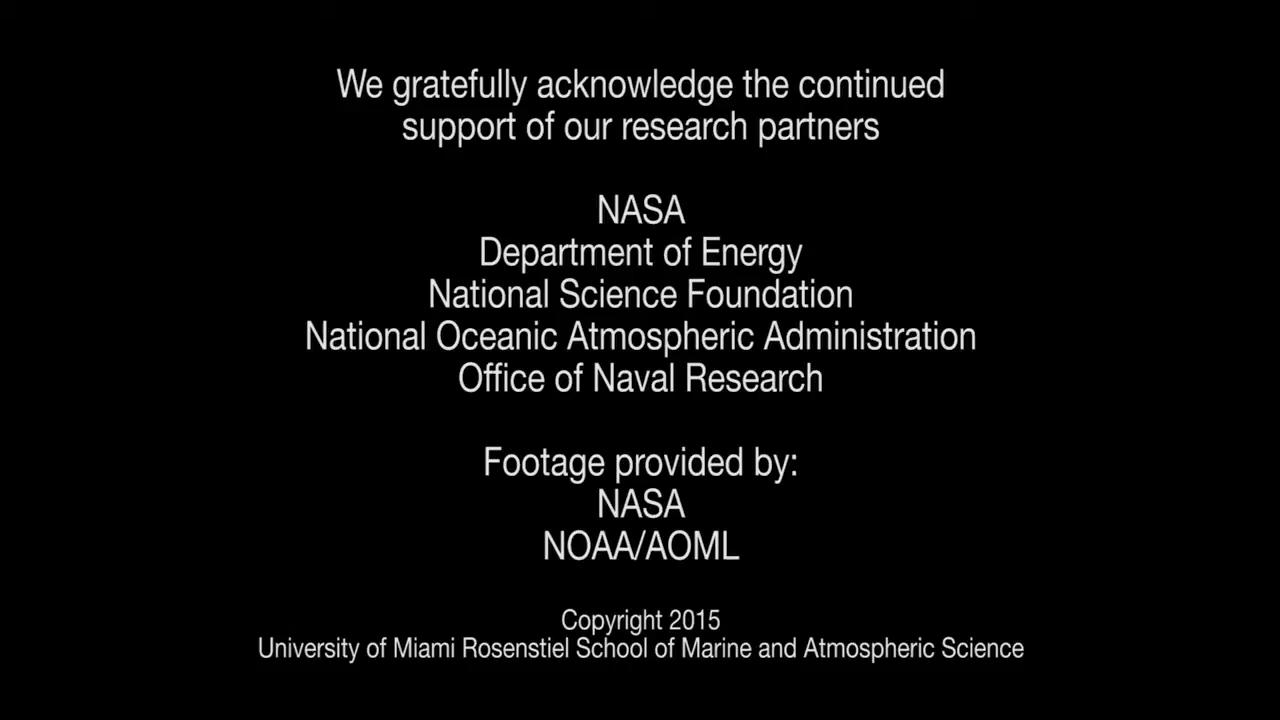 We gratefully acknowledge the continued
support of our research partners
NASA
Department of Energy
National Science Foundation
National Oceanic Atmospheric Administration
Office of Naval Research
Footage provided by:
NASA
NOAA/AOML
Copyright 2015
University of Miami Rosenstiel School of Marine and Atmospheric Science